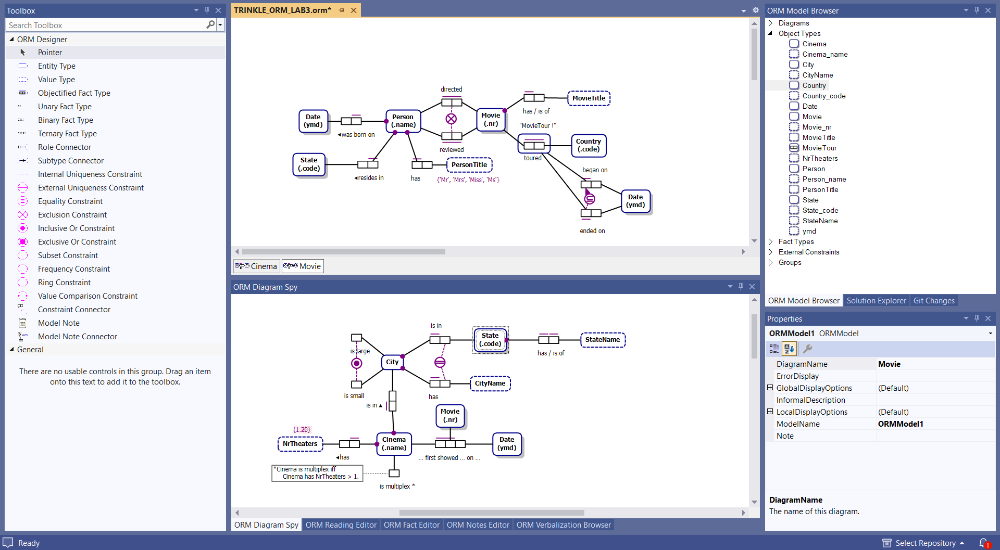 Toolbox
Search Toolbox
ORM Designer
Pointer
Entity Type
Value Type
Objectified Fact Type
Unary Fact Type
Binary Fact Type
Ternary Fact Type
Role Connector
Subtype Connector
Internal Uniqueness Constraint
External Uniqueness Constraint
Equality Constraint
Exclusion Constraint
Inclusive Or Constraint
Exclusive Or Constraint
Subset Constraint
Frequency Constraint
Ring Constraint
Value Comparison Constraint
Constraint Connector
Model Note
Model Note Connector
General
There are no usable controls in this group. Drag an item
onto this text to add it to the toolbox.
TRINKLE_ORM_LAB3.orm*
directed
Date
(ymd)
Person
(.name)
Movie
(.nr)
MovieTitle
has / is of
"MovieTour !"
◂was born on
reviewed
Country
(.code)
toured
State
(.code)
PersonTitle
◂resides in
has
{'Mr', 'Mrs', 'Miss', 'Ms'}
began on
Date
(ymd)
ended on
Cinema
Movie
ORM Diagram Spy
is in
is large
State
(.code)
StateName
has / is of
City
CityName
is small
has
is in ▴
Movie
(.nr)
{1.20}
NrTheaters
Cinema
(.name)
Date
(ymd)
◂has
... first showed ... on ...
*Cinema is multiplex iff
Cinema has NrTheaters > 1.
is multiplex *
ORM Diagram Spy
ORM Reading Editor
ORM Fact Editor
ORM Notes Editor
ORM Verbalization Browser
ORM Model Browser
Diagrams
Object Types
Cinema
Cinema_name
City
CityName
Country
Country_code
Date
Movie
Movie_nr
MovieTitle
MovieTour
NrTheaters
Person
Person_name
PersonTitle
State
State_code
StateName
ymd
Fact Types
External Constraints
Groups
ORM Model Browser
Solution Explorer
Git Changes
Properties
ORMModel1 ORMModel
DiagramName Movie
ErrorDisplay
GlobalDisplayOptions (Default)
InformalDescription
LocalDisplayOptions (Default)
ModelName ORMModel1
Note
DiagramName
The name of this diagram.
Ready
Select Repository
1